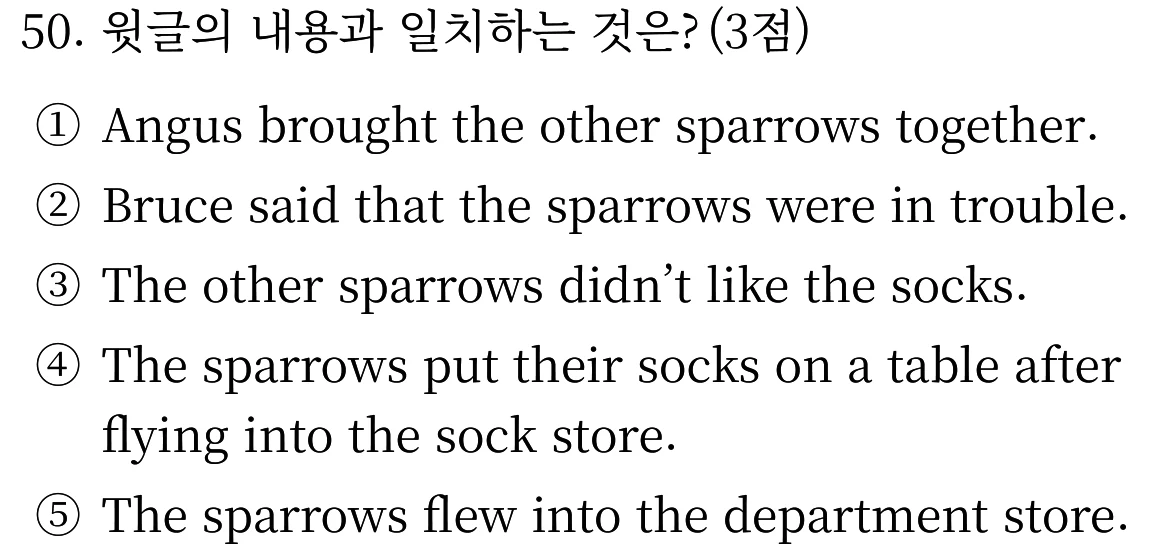 50. 윗글의 내용과 일치하는 것은? (3점)
① Angus brought the other sparrows together.
② Bruce said that the sparrows were in trouble.
③ The other sparrows didn’t like the socks.
④ The sparrows put their socks on a table after
flying into the sock store.
⑤ The sparrows flew into the department store.